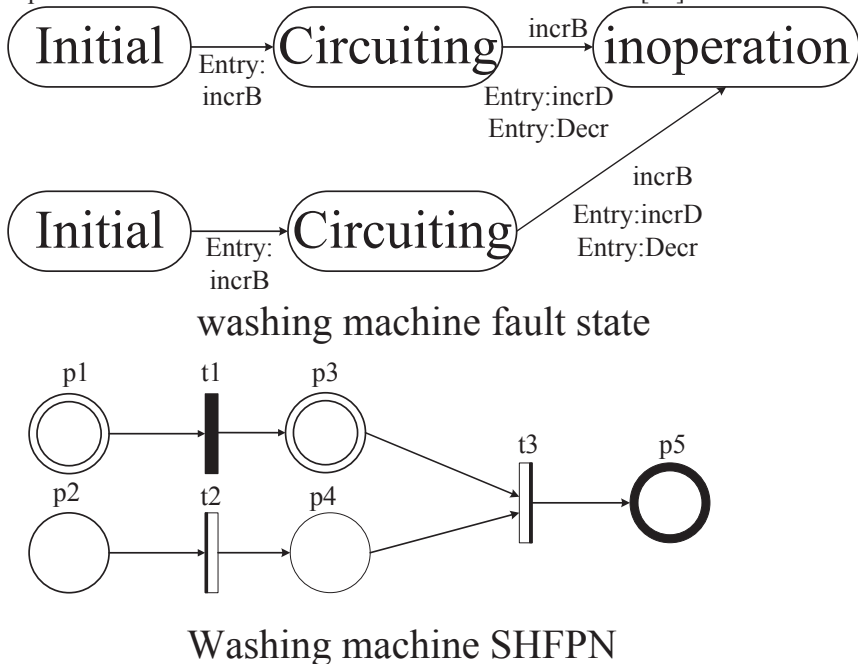 Initial
Circuiting
inoperation
incrB
Entry:
incrB
Entry:incrD
Entry:Decr
Initial
Circuiting
incrB
Entry:incrD
Entry:Decr
Entry:
incrB
washing machine fault state
p1
t1
p3
t3
p5
p2
t2
p4
Washing machine SHFPN